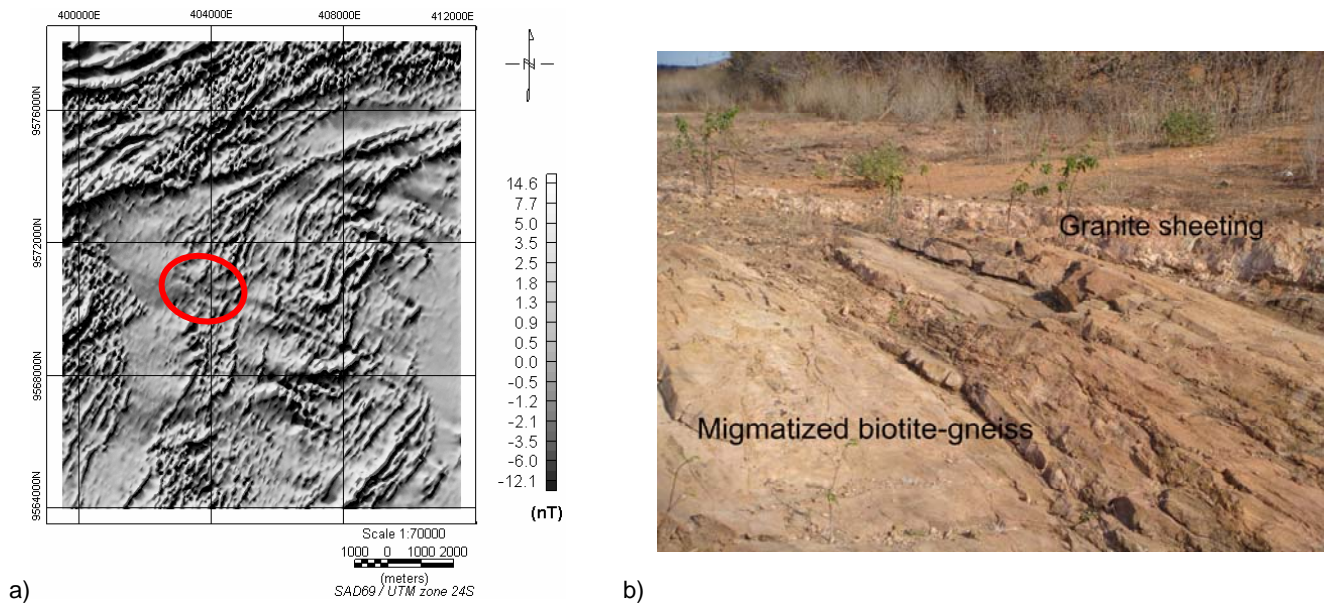 400000E 404000E 408000E 412000E
9576000N
9572000N
9568000N
9564000N
N
14.6
7.7
5.0
3.5
2.5
1.8
1.3
0.9
0.5
0.0
-0.5
-1.2
-2.1
-3.5
-6.0
-12.1
(nT)
Scale 1:70000
1000 0 1000 2000
(meters)
SAD69 / UTM zone 24S
a)
Granite sheeting
Migmatized biotite-gneiss
b)